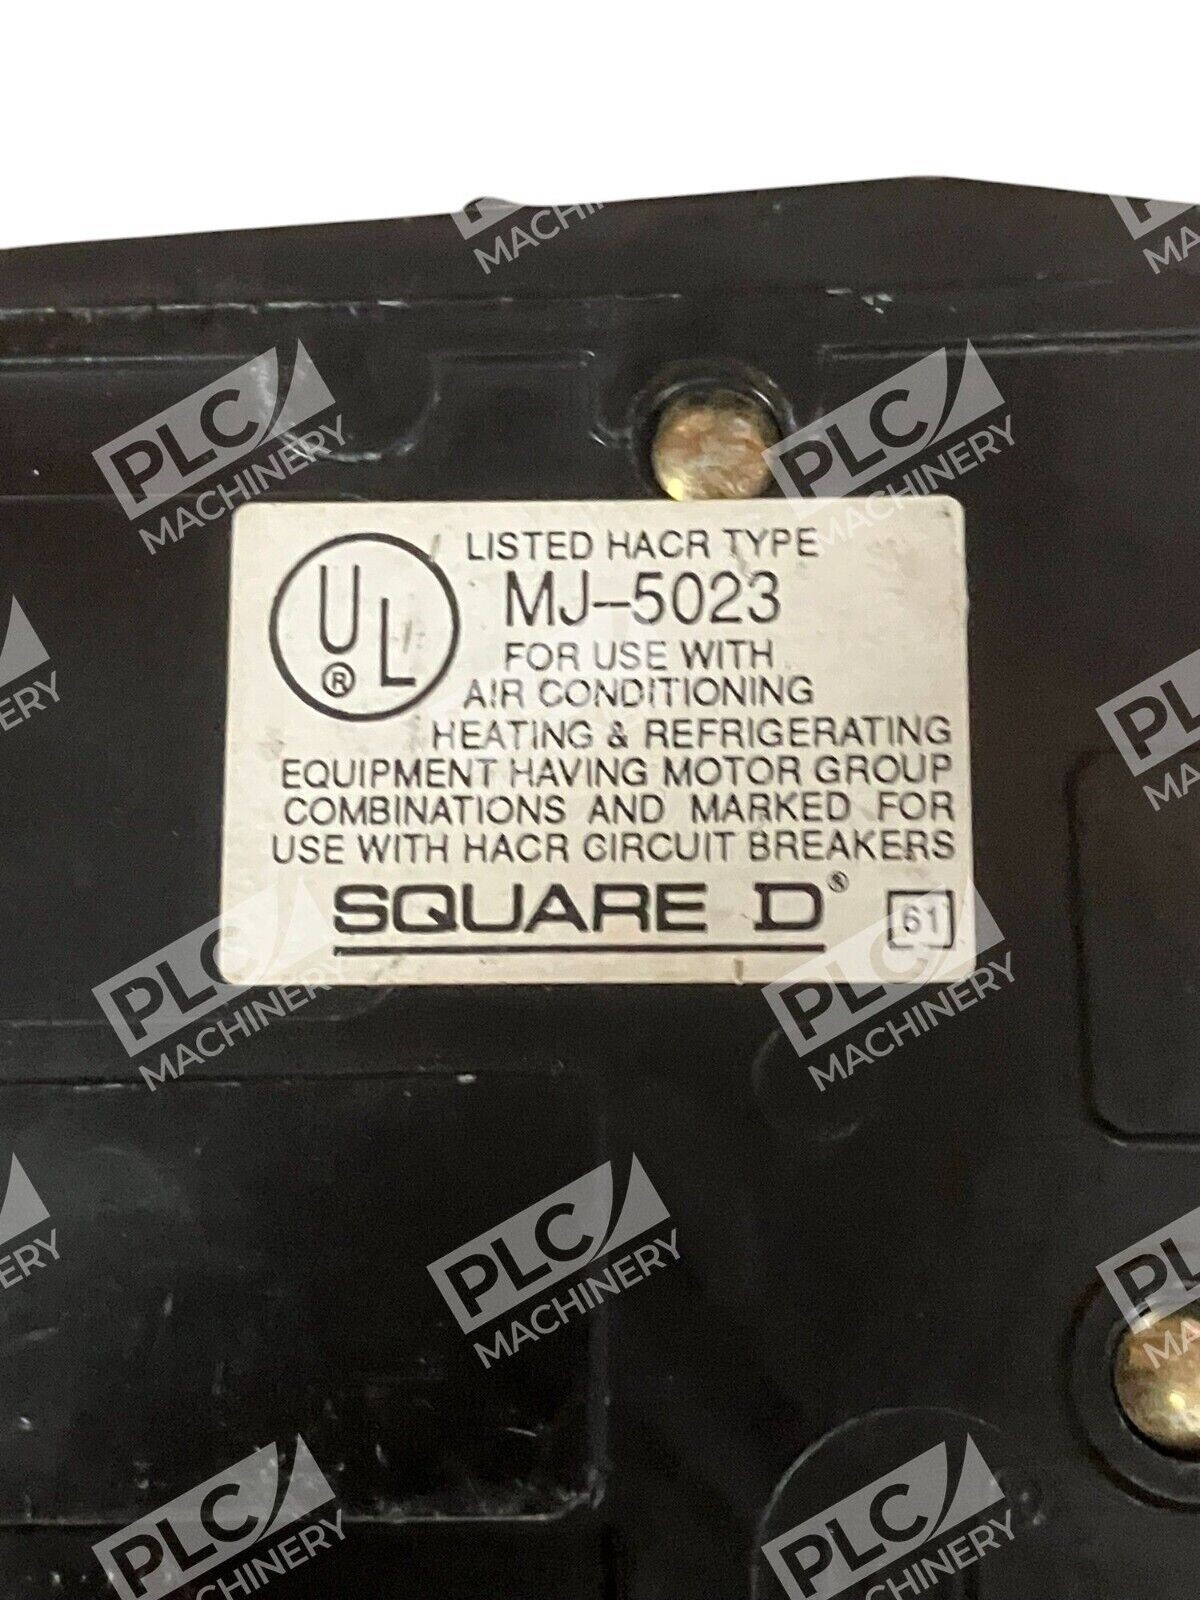 UL
®
LISTED HACR TYPE
MJ-5023
FOR USE WITH
AIR CONDITIONING
HEATING & REFRIGERATING
EQUIPMENT HAVING MOTOR GROUP
COMBINATIONS AND MARKED FOR
USE WITH HACR CIRCUIT BREAKERS
SQUARE D®
61
PLC
MACHINERY